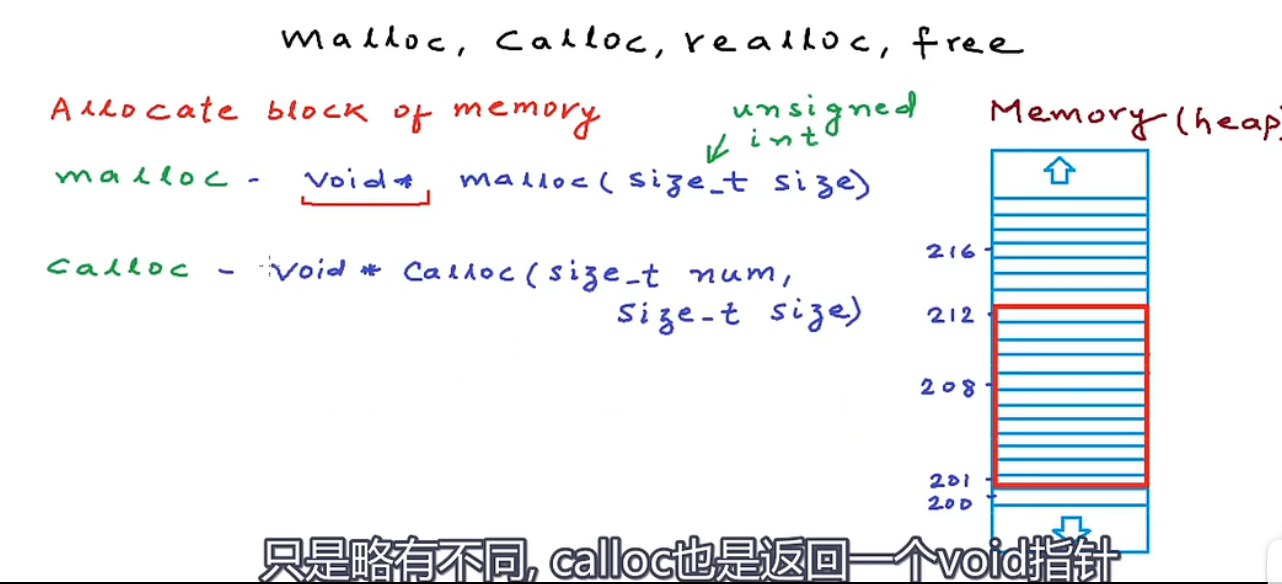 malloc, calloc, realloc, free
Allocate block of memory
unsigned
int
Memory (heap)
malloc - void* malloc(size_t size)
calloc - void * calloc(size_t num,
size_t size)
216
212
208
201
200
只是略有不同, calloc也是返回一个void指针